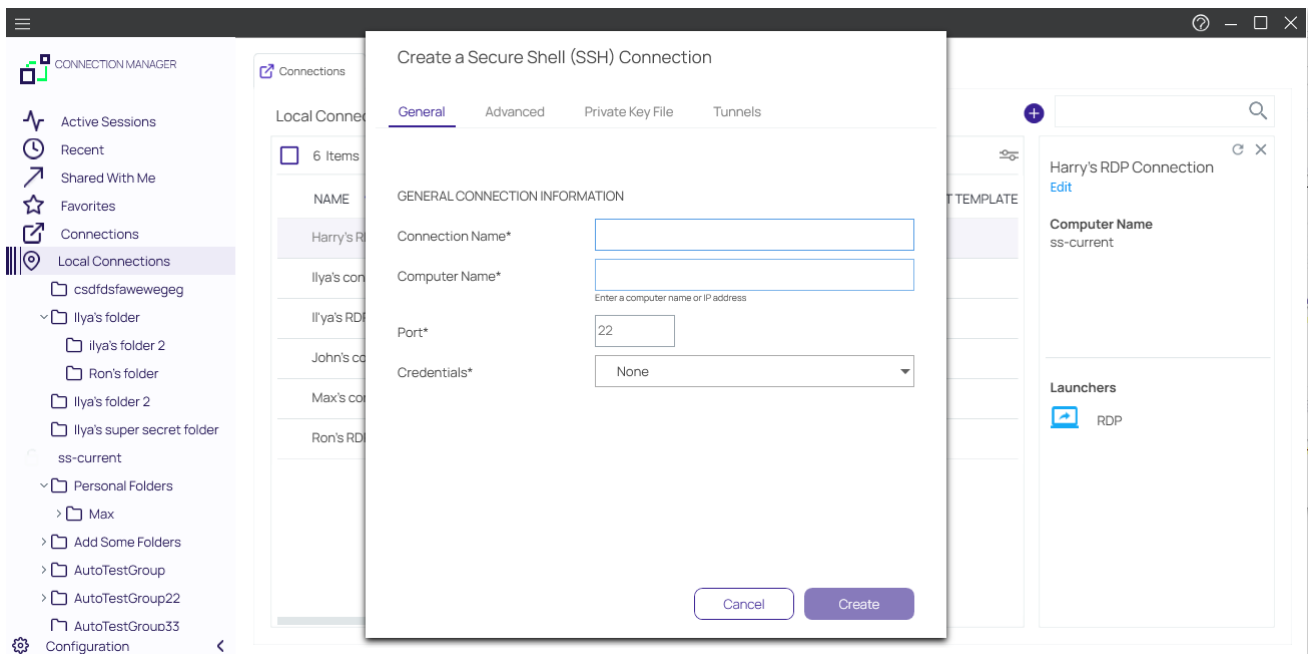 CONNECTION MANAGER
Active Sessions
Recent
Shared With Me
Favorites
Connections
Local Connections
csdfdsfawewegeg
Ilya's folder
ilya's folder 2
Ron's folder
Ilya's folder 2
Ilya's super secret folder
ss-current
Personal Folders
Max
Add Some Folders
AutoTestGroup
AutoTestGroup22
AutoTestGroup33
Configuration
Connections
Local Connec
6 Items
NAME
T TEMPLATE
Harry's R
Ilya's con
Il'ya's RDP
John's co
Max's co
Ron's RD
Create a Secure Shell (SSH) Connection
General Advanced Private Key File Tunnels
GENERAL CONNECTION INFORMATION
Connection Name*
Computer Name*
Enter a computer name or IP address
Port* 22
Credentials* None
Cancel Create
Harry's RDP Connection
Edit
Computer Name
ss-current
Launchers
RDP